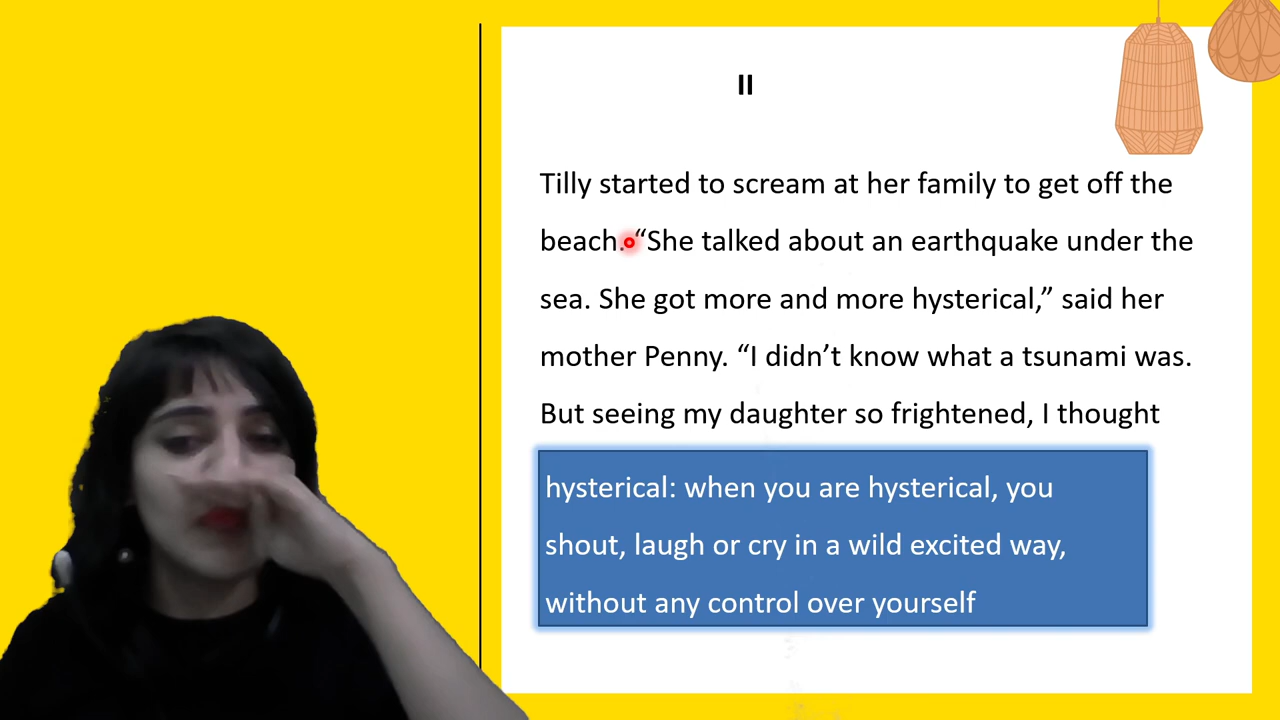 II
Tilly started to scream at her family to get off the
beach. “She talked about an earthquake under the
sea. She got more and more hysterical,” said her
mother Penny. “I didn’t know what a tsunami was.
But seeing my daughter so frightened, I thought
hysterical: when you are hysterical, you
shout, laugh or cry in a wild excited way,
without any control over yourself